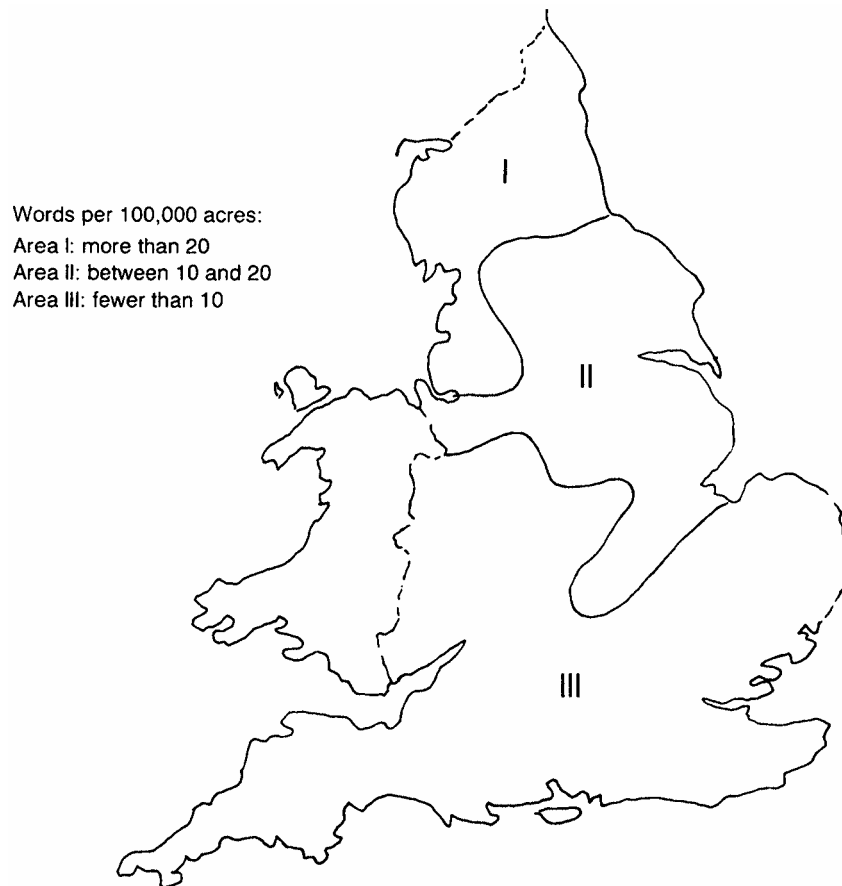 I
Words per 100,000 acres:
Area I: more than 20
Area II: between 10 and 20
Area III: fewer than 10
II
III